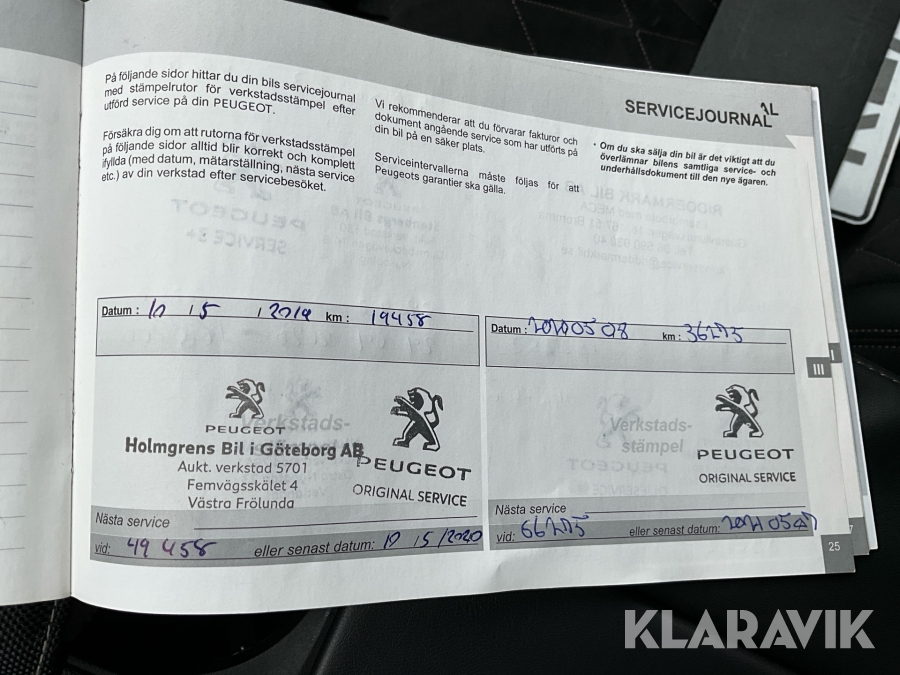 SERVICEJOURNAL
På följande sidor hittar du din bils servicejournal
med stämpelrutor för verkstadsstämpel efter
utförd service på din PEUGEOT.
Försäkra dig om att rutorna för verkstadsstämpel
på följande sidor alltid blir korrekt och komplett
ifyllda (med datum, mätarställning, nästa service
etc.) av din verkstad efter servicebesöket.
Vi rekommenderar att du förvarar fakturor och
dokument angående service som har utförts på
din bil på en säker plats.
Serviceintervallerna måste följas för att
Peugeots garantier ska gälla.
• Om du ska sälja din bil är det viktigt att du
överlämnar bilens samtliga service- och
underhållsdokument till den nye ägaren.
Datum : 10 / 5 / 2019 km : 19458
Verkstads-
stämpel
PEUGEOT
Holmgrens Bil i Göteborg AB
Aukt. verkstad 5701
Femvägsskälet 4
Västra Frölunda
PEUGEOT
ORIGINAL SERVICE
Nästa service
vid: 49 458 eller senast datum: 10 15/2020
Datum : 20200508 km : 36275
Verkstads-
stämpel
PEUGEOT
ORIGINAL SERVICE
Nästa service
vid: 66275 eller senast datum:
III
25
KLARAVIK